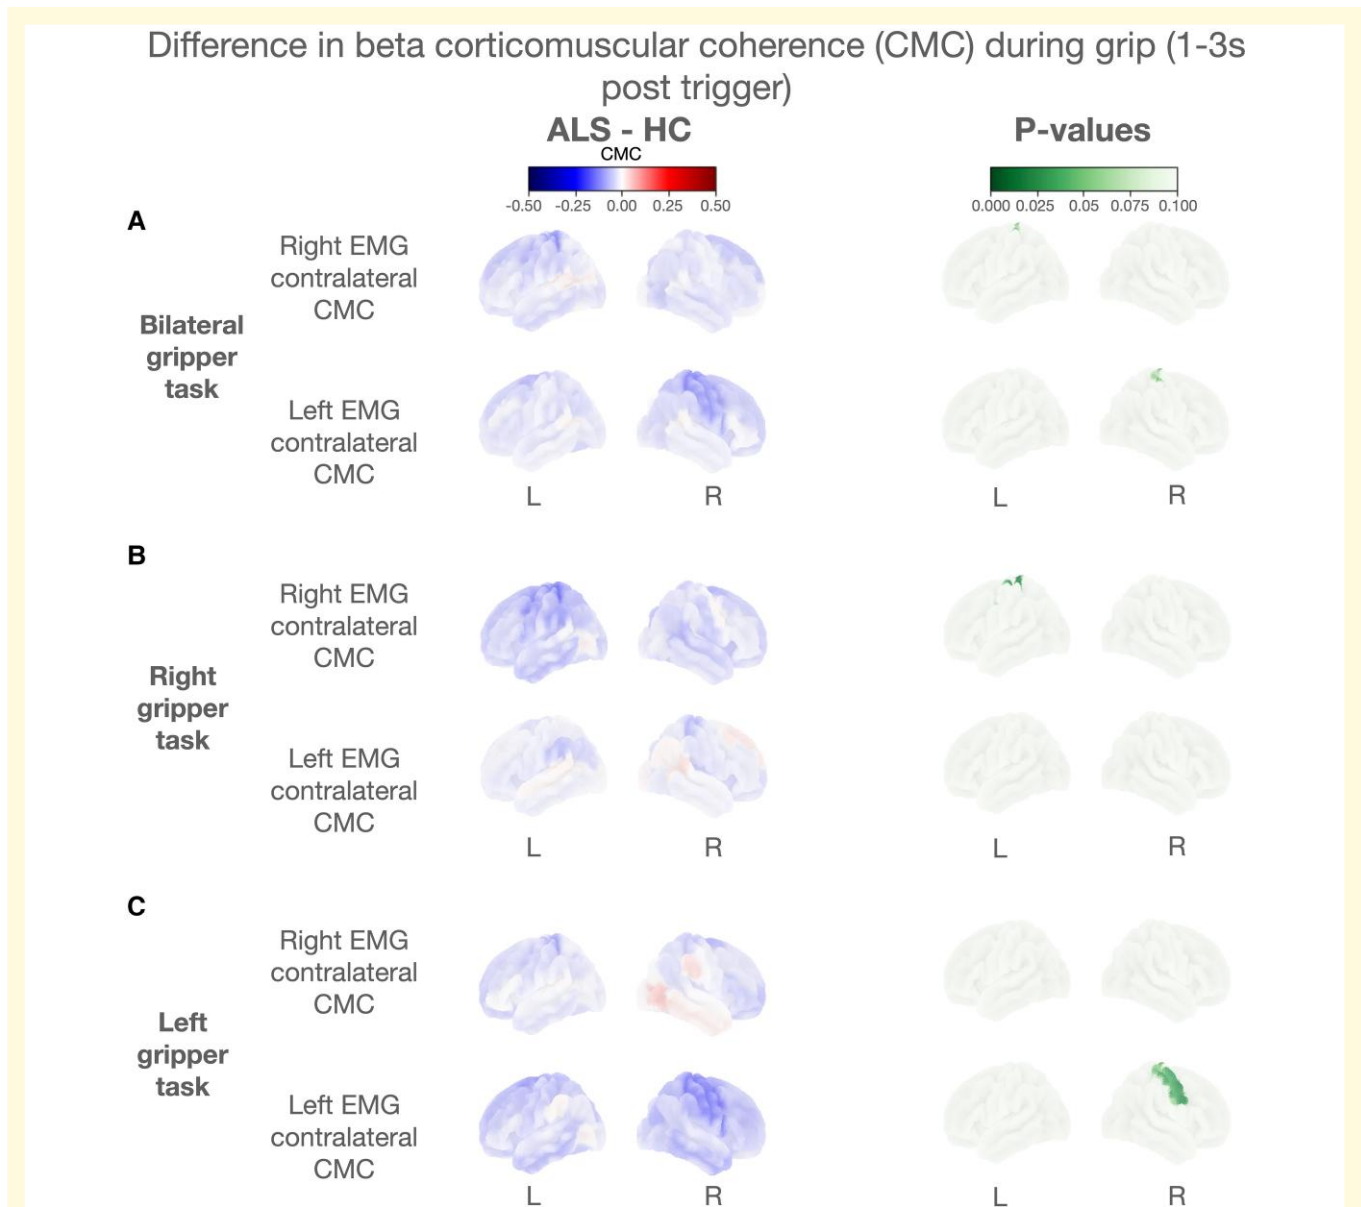 Difference in beta corticomuscular coherence (CMC) during grip (1-3s
post trigger)
ALS - HC
P-values
CMC
-0.50 -0.25 0.00 0.25 0.50
0.000 0.025 0.05 0.075 0.100
A
Bilateral
gripper
task
Right EMG
contralateral
CMC
Left EMG
contralateral
CMC
L R L R
B
Right
gripper
task
Right EMG
contralateral
CMC
Left EMG
contralateral
CMC
L R L R
C
Left
gripper
task
Right EMG
contralateral
CMC
Left EMG
contralateral
CMC
L R L R